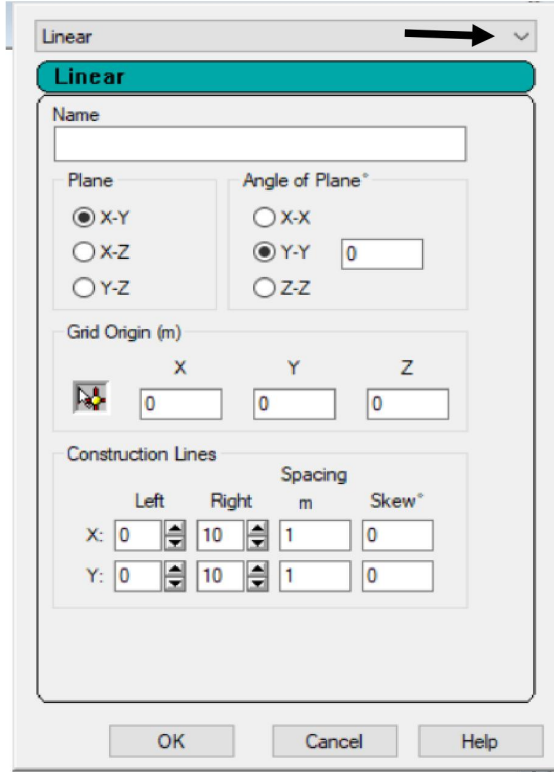 Linear
Linear
Name
Plane Angle of Plane°
X-Y X-X
X-Z Y-Y 0
Y-Z Z-Z
Grid Origin (m)
X Y Z
0 0 0
Construction Lines
Spacing
Left Right m Skew°
X: 0 10 1 0
Y: 0 10 1 0
OK Cancel Help